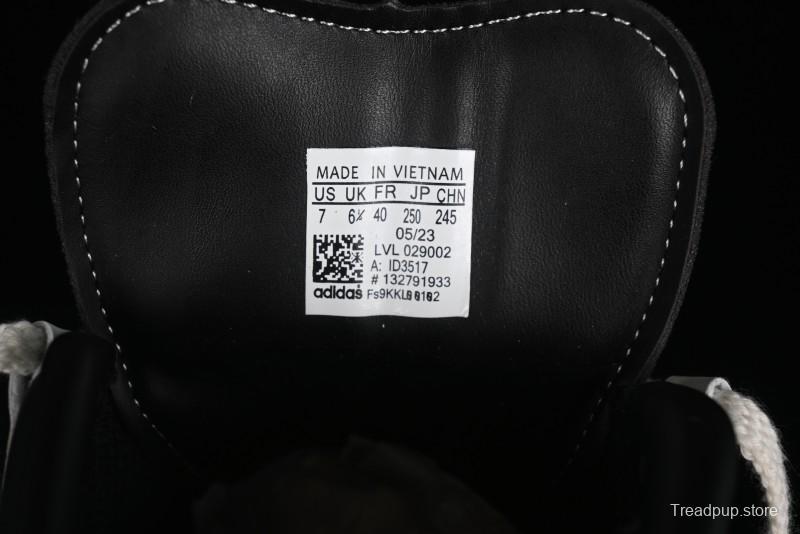 MADE IN VIETNAM
US UK FR JP CHN
7 6½ 40 250 245
05/23
LVL 029002
A: ID3517
# 132791933
adidas
Treadpup.store